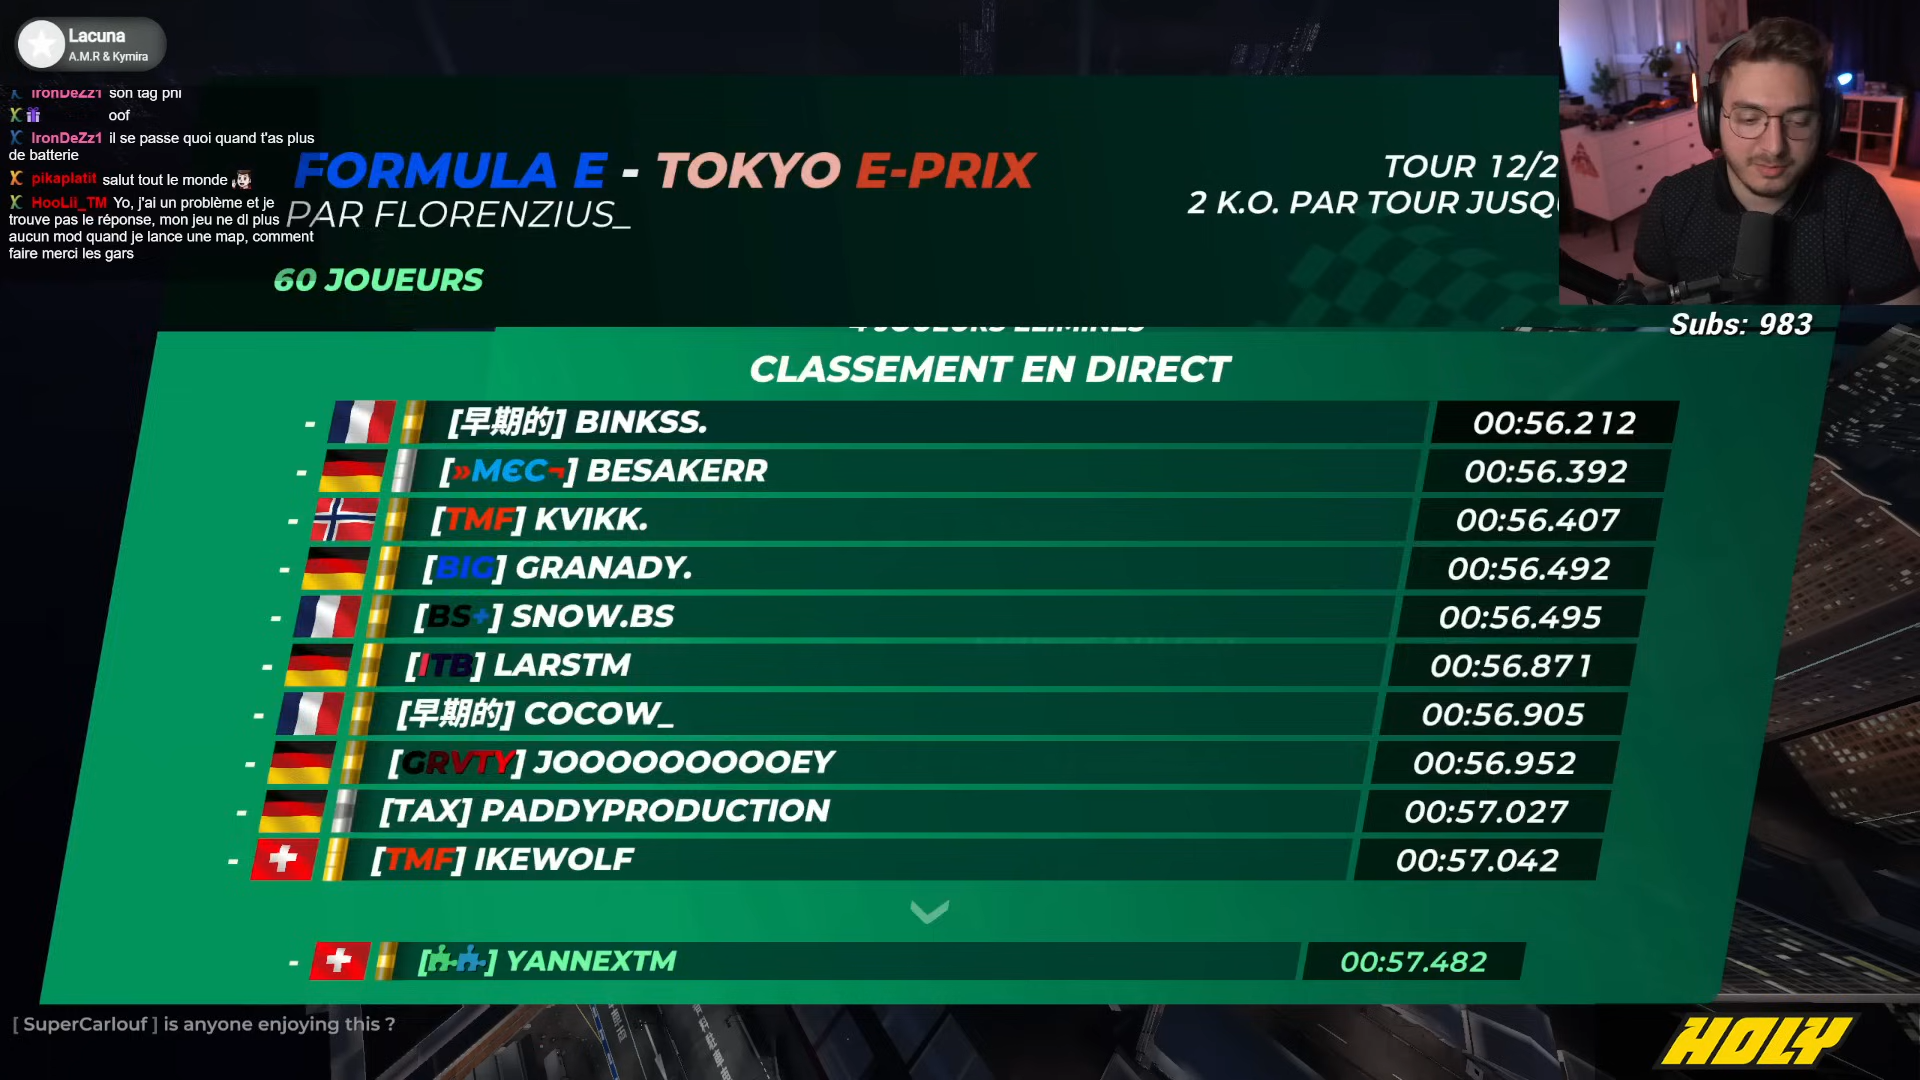 Lacuna
A.M.R & Kymira
IronDeZz1 son tag phi
oof
IronDeZz1 il se passe quoi quand t'as plus
de batterie
pikaplatit salut tout le monde
HooLii_TM Yo, j'ai un problème et je
trouve pas le réponse, mon jeu ne dl plus
aucun mod quand je lance une map, comment
faire merci les gars
FORMULA E - TOKYO E-PRIX
PAR FLORENZIUS_
60 JOUEURS
TOUR 12/2
2 K.O. PAR TOUR JUSQU
Subs: 983
4 JOUEURS ÉLIMINÉS
CLASSEMENT EN DIRECT
- [早期的] BINKSS. 00:56.212
- [»M€C¬] BESAKERR 00:56.392
- [TMF] KVIKK. 00:56.407
- [BIG] GRANADY. 00:56.492
- [BS+] SNOW.BS 00:56.495
- [ITB] LARSTM 00:56.871
- [早期的] COCOW_ 00:56.905
- [GRVTY] JOOOOOOOOOEY 00:56.952
- [TAX] PADDYPRODUCTION 00:57.027
- [TMF] IKEWOLF 00:57.042
- [] YANNEXTM 00:57.482
[ SuperCarlouf ] is anyone enjoying this ?
HOLY